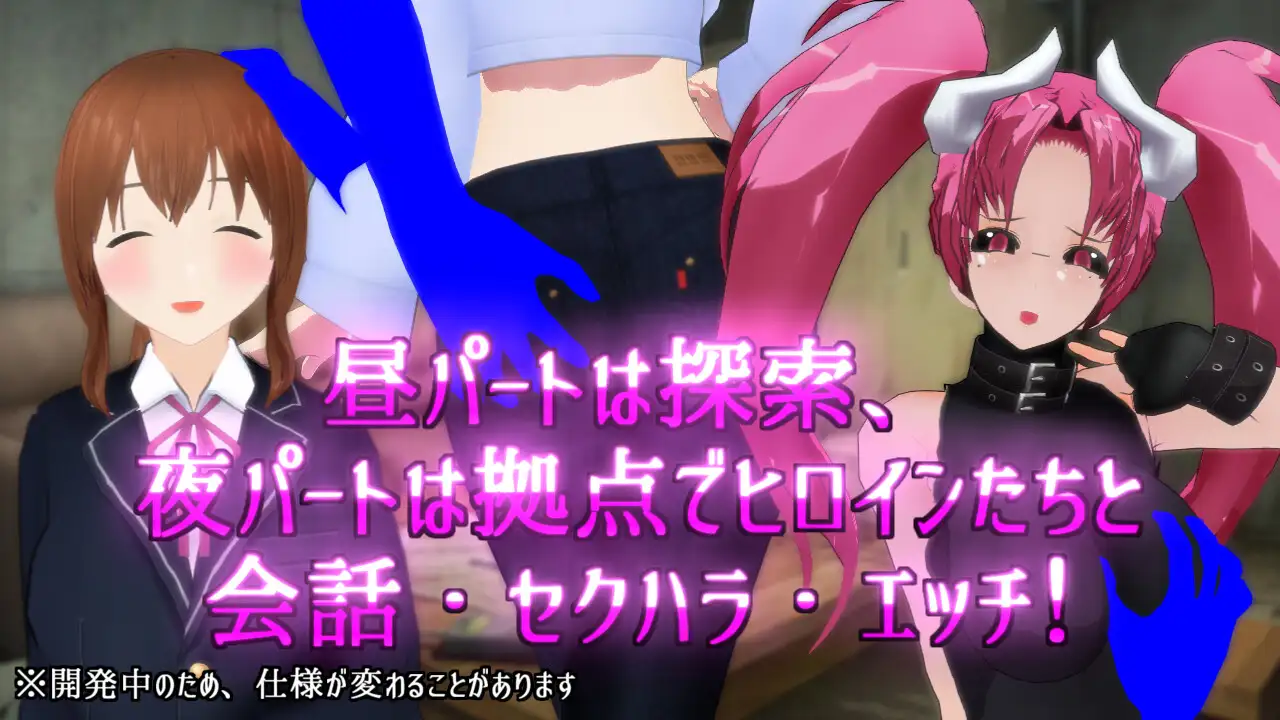 昼パートは探索、
夜パートは拠点でヒロインたちと
会話・セクハラ・エッチ!
※開発中のため、仕様が変わることがあります